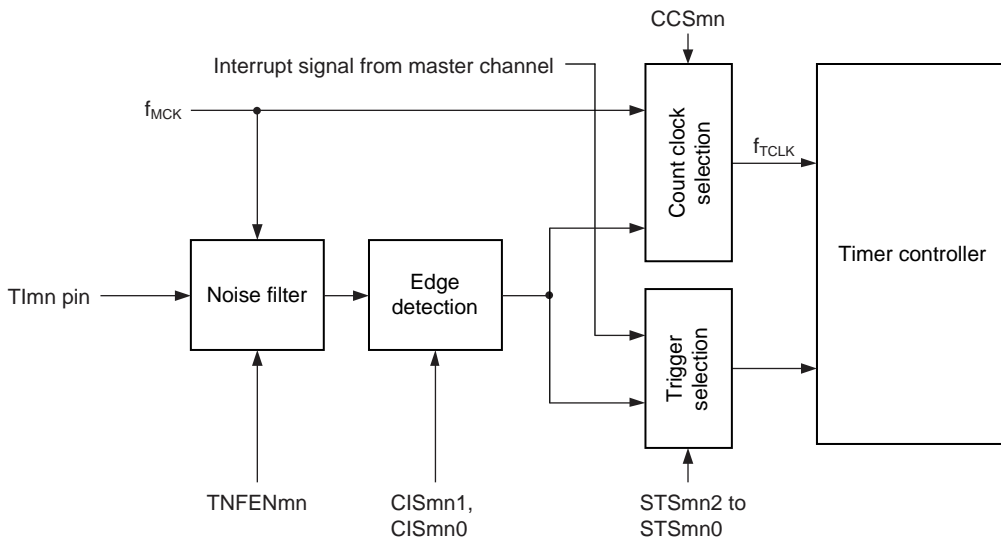 CCSmn
Interrupt signal from master channel
fMCK
Count clock
selection
fTCLK
Timer controller
TImn pin
Noise filter
Edge
detection
Trigger
selection
TNFENmn
CISmn1,
CISmn0
STSmn2 to
STSmn0